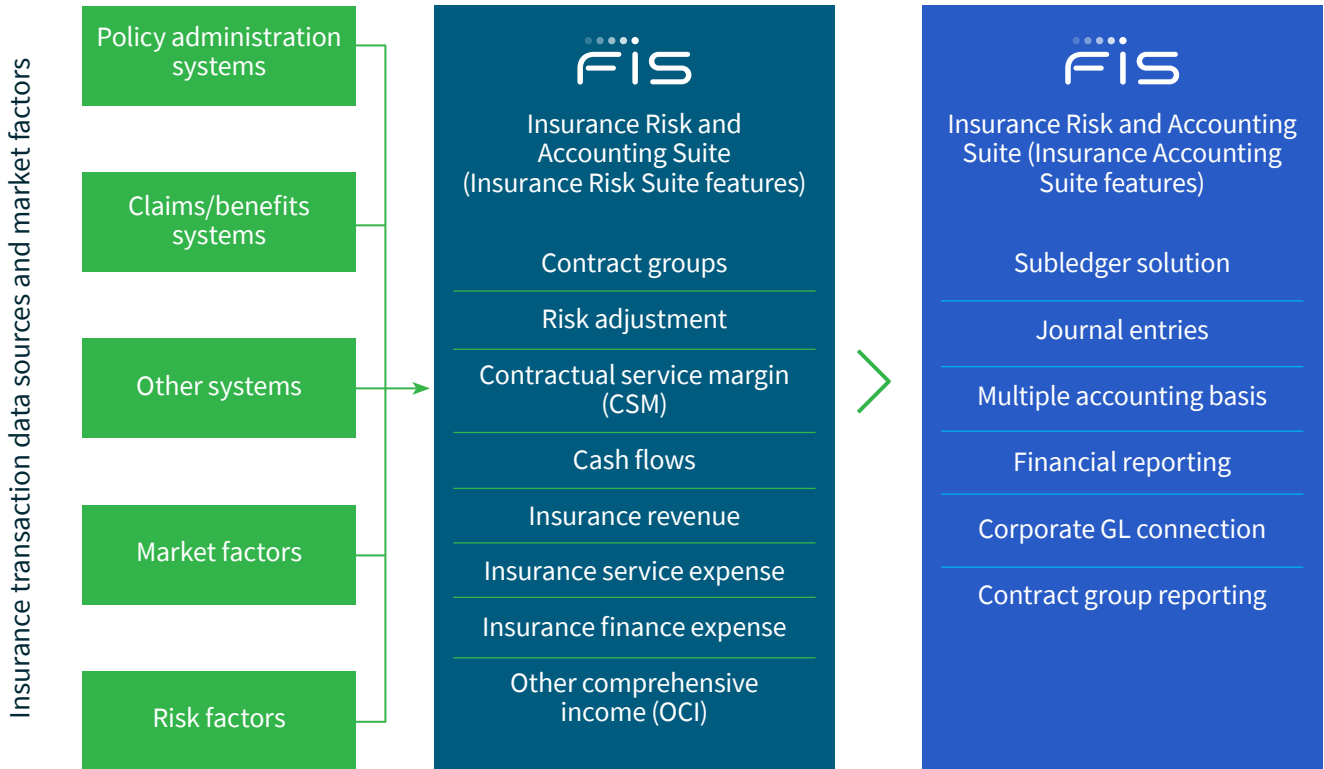 Insurance transaction data sources and market factors
Policy administration
systems
Claims/benefits
systems
Other systems
Market factors
Risk factors
FIS
Insurance Risk and
Accounting Suite
(Insurance Risk Suite features)
Contract groups
Risk adjustment
Contractual service margin
(CSM)
Cash flows
Insurance revenue
Insurance service expense
Insurance finance expense
Other comprehensive
income (OCI)
FIS
Insurance Risk and Accounting
Suite (Insurance Accounting
Suite features)
Subledger solution
Journal entries
Multiple accounting basis
Financial reporting
Corporate GL connection
Contract group reporting